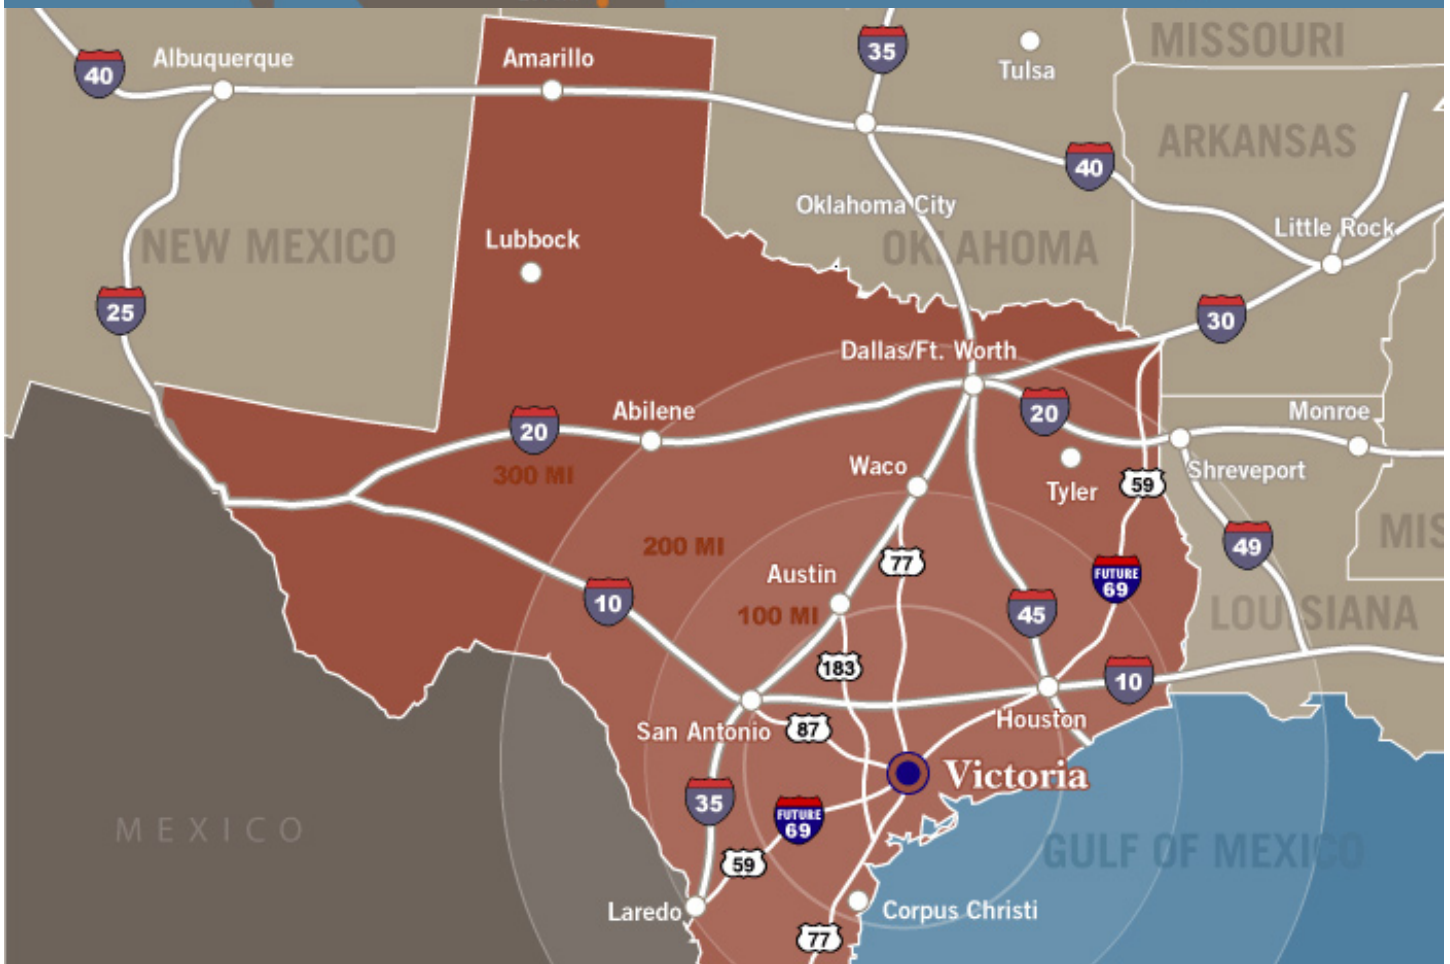 MISSOURI
35
40
Albuquerque
Amarillo
Tulsa
ARKANSAS
40
Oklahoma City
Little Rock
NEW MEXICO
Lubbock
OKLAHOMA
25
30
Dallas/Ft. Worth
Abilene
20
20
Monroe
Waco
Shreveport
300 MI
Tyler
59
MIS
200 MI
49
77
Austin
FUTURE
69
10
100 MI
45
LOUISIANA
183
10
San Antonio
87
Houston
Victoria
35
FUTURE
69
MEXICO
GULF OF MEXICO
59
Laredo
Corpus Christi
77